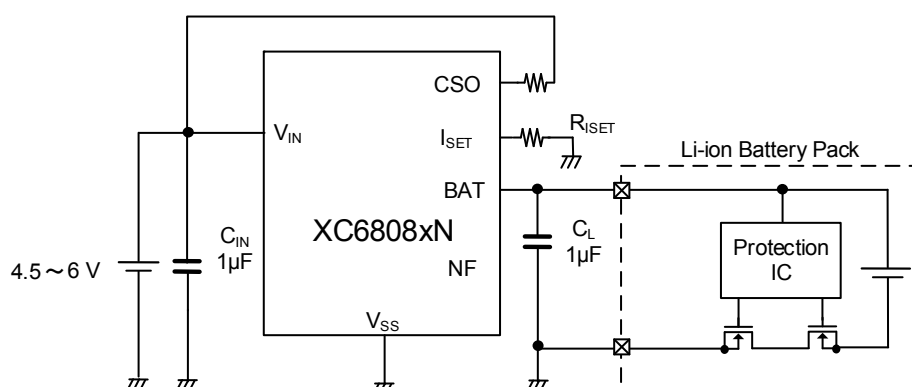 CSO
V_IN
I_SET
R_ISET
Li-ion Battery Pack
BAT
XC6808xN
C_IN
1µF
C_L
1µF
Protection
IC
4.5～6 V
NF
V_SS